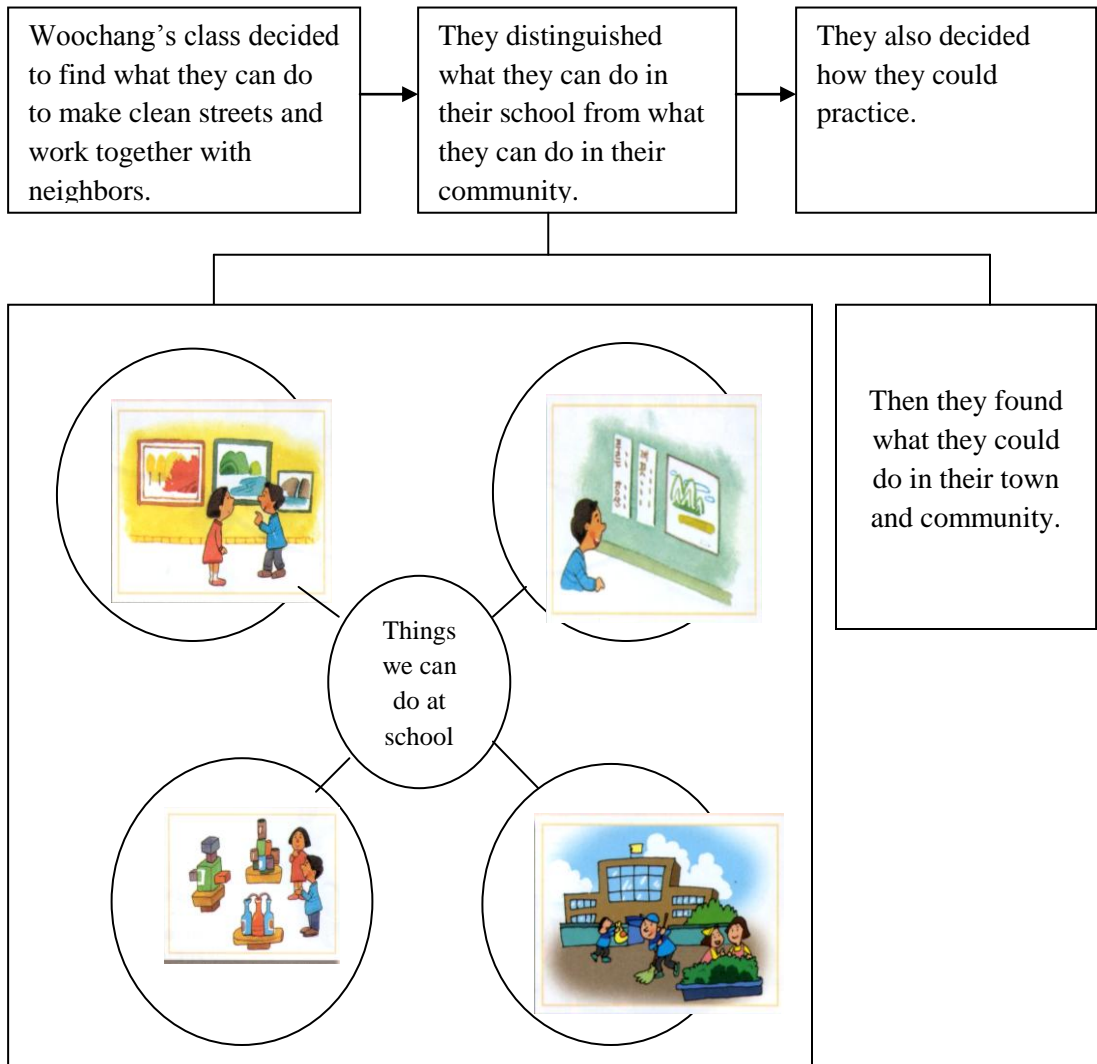 Woochang’s class decided
to find what they can do
to make clean streets and
work together with
neighbors.
They distinguished
what they can do in
their school from what
they can do in their
community.
They also decided
how they could
practice.
Then they found
what they could
do in their town
and community.
Things
we can
do at
school